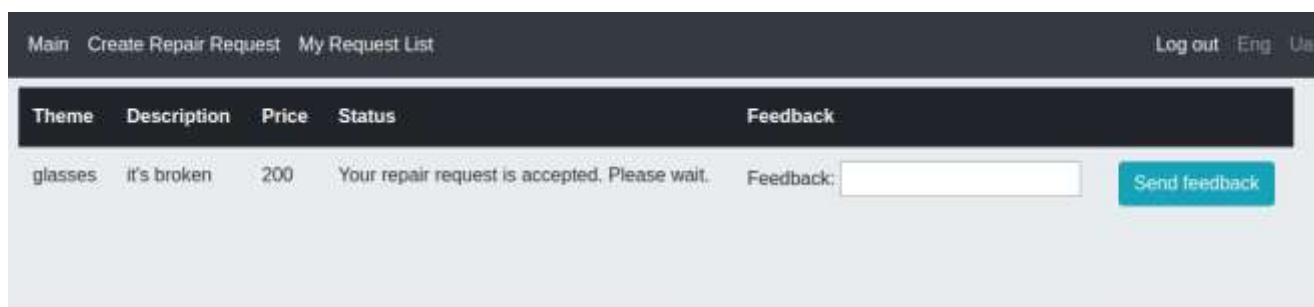 Main Create Repair Request My Request List Log out Eng Ua
Theme Description Price Status Feedback
glasses it's broken 200 Your repair request is accepted. Please wait. Feedback: Send feedback